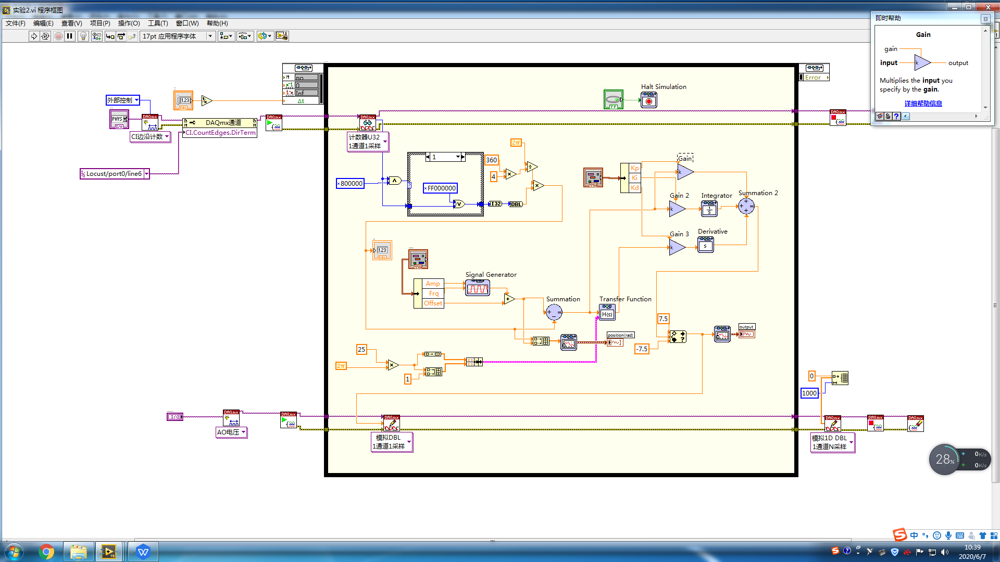 实验2.vi 程序框图
文件(F) 编辑(E) 查看(V) 项目(P) 操作(O) 工具(T) 窗口(W) 帮助(H)
17pt 应用程序字体
即时帮助
Gain
gain
input
output
Multiplies the input you
specify by the gain.
详细帮助信息
no
0
Inf
Δt
Error
Halt Simulation
TF
外部控制
1.23
DBL
PHYS
I/O
DAQmx
DAQmx通道
CI.CountEdges.DirTerm
CI边沿计数
DAQmx
DAQmx
DAQmx
计数器U32
1通道1采样
Locust/port0/line6
×800000
1
×FF000000
I32
DBL
360
4
2π
Kp
Ki
Kd
Gain
Gain 2
Integrator
Summation 2
Gain 3
Derivative
1.23
DBL
Amp
Frq
Offset
Signal Generator
Summation
Transfer Function
H(s)
7.5
-7.5
position(rad)
output
25
2π
1
0
1000
I/O
DAQmx
AO电压
DAQmx
DAQmx
模拟DBL
1通道1采样
DAQmx
DAQmx
DAQmx
模拟1D DBL
1通道N采样
28%
0K/s
0K/s
中
10:39
2020/6/7